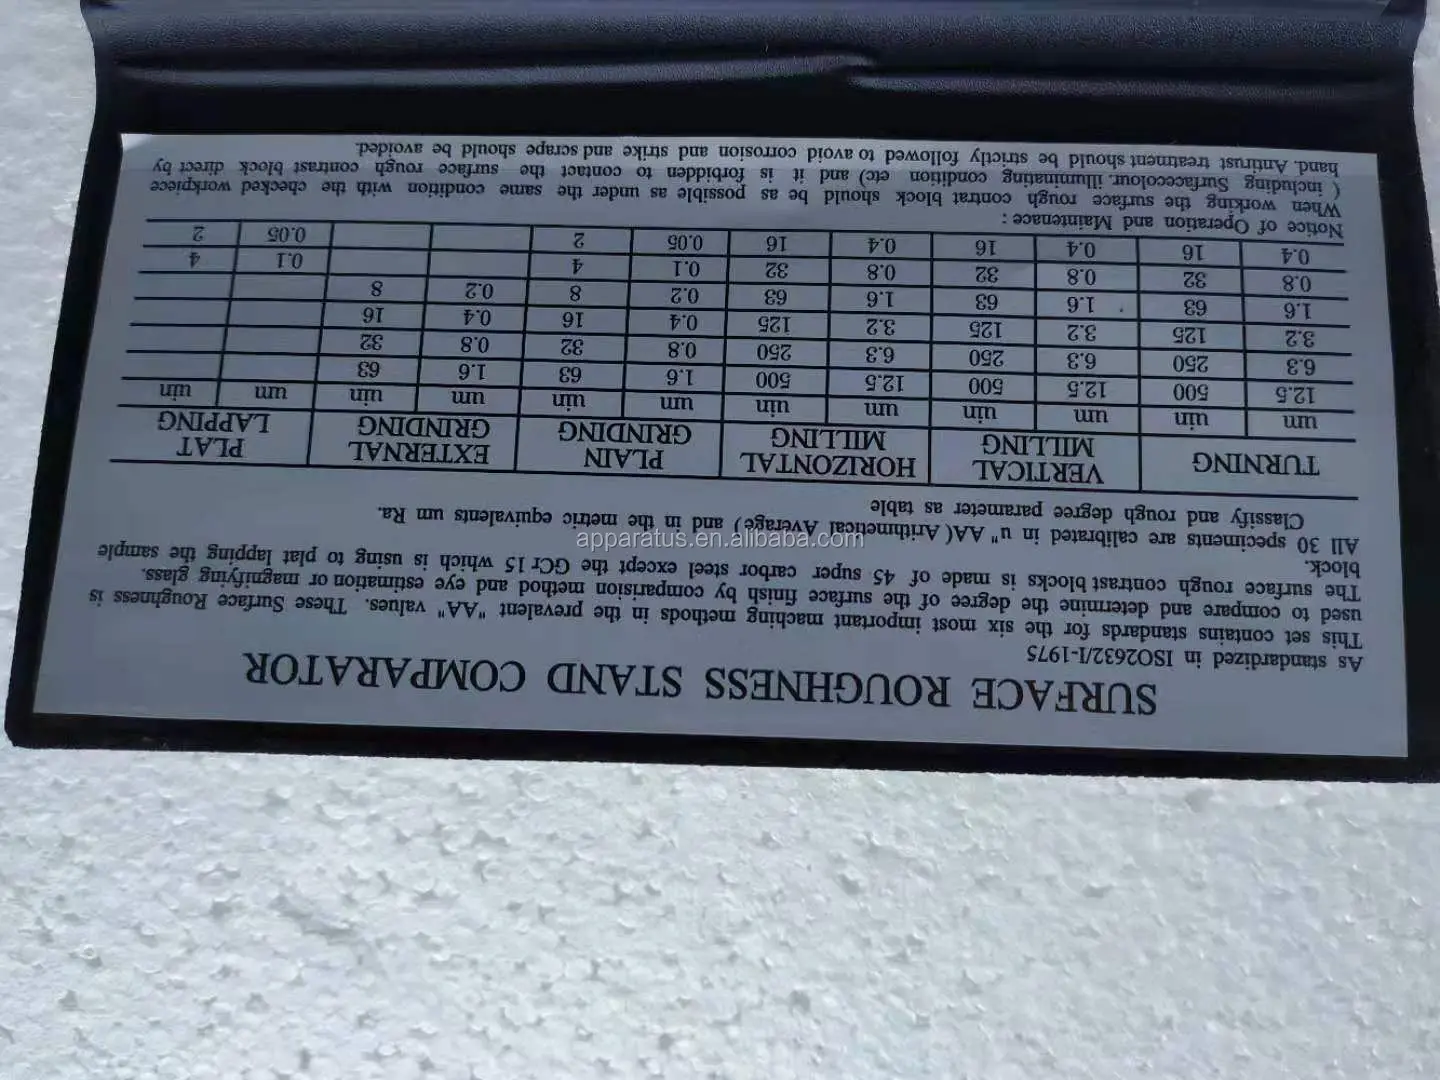 SURFACE ROUGHNESS STAND COMPARATOR
As standardized in ISO2632/I-1975
This set contains standards for the six most important maching methods in the prevalent "AA" values. These Surface Roughness is
used to compare and determine the degree of the surface finish by comparision method and eye estimation or magnifying glass.
The surface rough contrast blocks is made of 45 super carbor steel except the GCr15 which is using to plat lapping the sample
block.
All 30 speciments are calibrated in u" AA(Arithmetical Average) and in the metric equivalents um Ra.
Classify and rough degree parameter as table
TURNING VERTICAL MILLING HORIZONTAL MILLING PLAIN GRINDING EXTERNAL GRINDING PLAT LAPPING
um uin um uin um uin um uin um uin um uin
12.5 500 12.5 500 12.5 500 1.6 63 1.6 63
6.3 250 6.3 250 6.3 250 0.8 32 0.8 32
3.2 125 3.2 125 3.2 125 0.4 16 0.4 16
1.6 63 1.6 63 1.6 63 0.2 8 0.2 8
0.8 32 0.8 32 0.8 32 0.1 4 0.1 4
0.4 16 0.4 16 0.4 16 0.05 2 0.05 2
Notice of Operation and Maintenace :
When working the surface rough contrat block should be as possible as under the same condition with the checked workpiece
( including Surfacecolour. illuminating condition etc) and it is forbidden to contact the surface rough contrast block direct by
hand. Antirust treatment should be strictly followed to avoid corrosion and strike and scrape should be avoided.
apparatus.en.alibaba.com